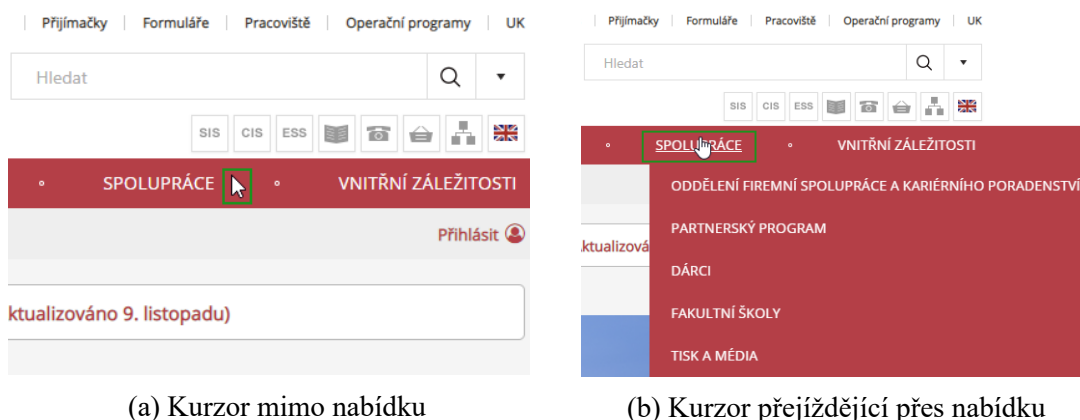 Přijímačky Formuláře Pracoviště Operační programy UK
Hledat
SIS CIS ESS
SPOLUPRÁCE VNITŘNÍ ZÁLEŽITOSTI
Přihlásit
ktualizováno 9. listopadu)
(a) Kurzor mimo nabídku
Přijímačky Formuláře Pracoviště Operační programy UK
Hledat
SIS CIS ESS
SPOLUPRÁCE VNITŘNÍ ZÁLEŽITOSTI
ODDĚLENÍ FIREMNÍ SPOLUPRÁCE A KARIÉRNÍHO PORADENSTVÍ
PARTNERSKÝ PROGRAM
ktualizová
DÁRCI
FAKULTNÍ ŠKOLY
TISK A MÉDIA
(b) Kurzor přejíždějící přes nabídku